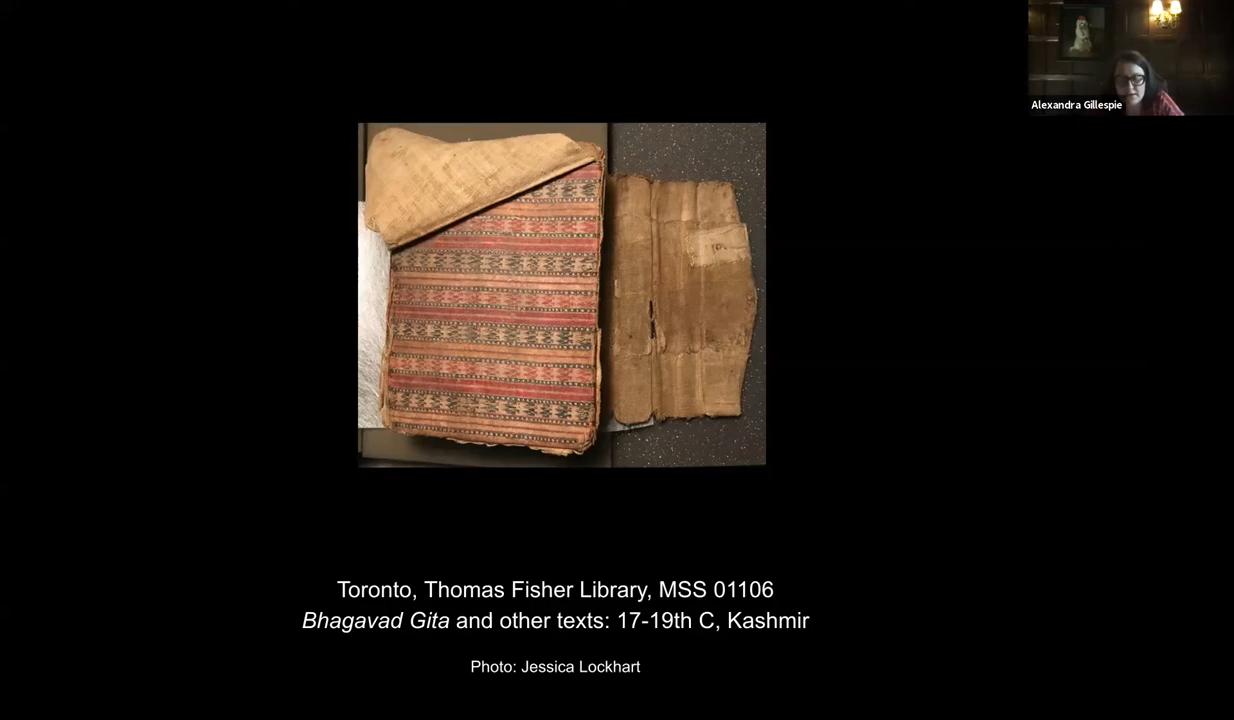 Alexandra Gillespie
Toronto, Thomas Fisher Library, MSS 01106
Bhagavad Gita and other texts: 17-19th C, Kashmir
Photo: Jessica Lockhart